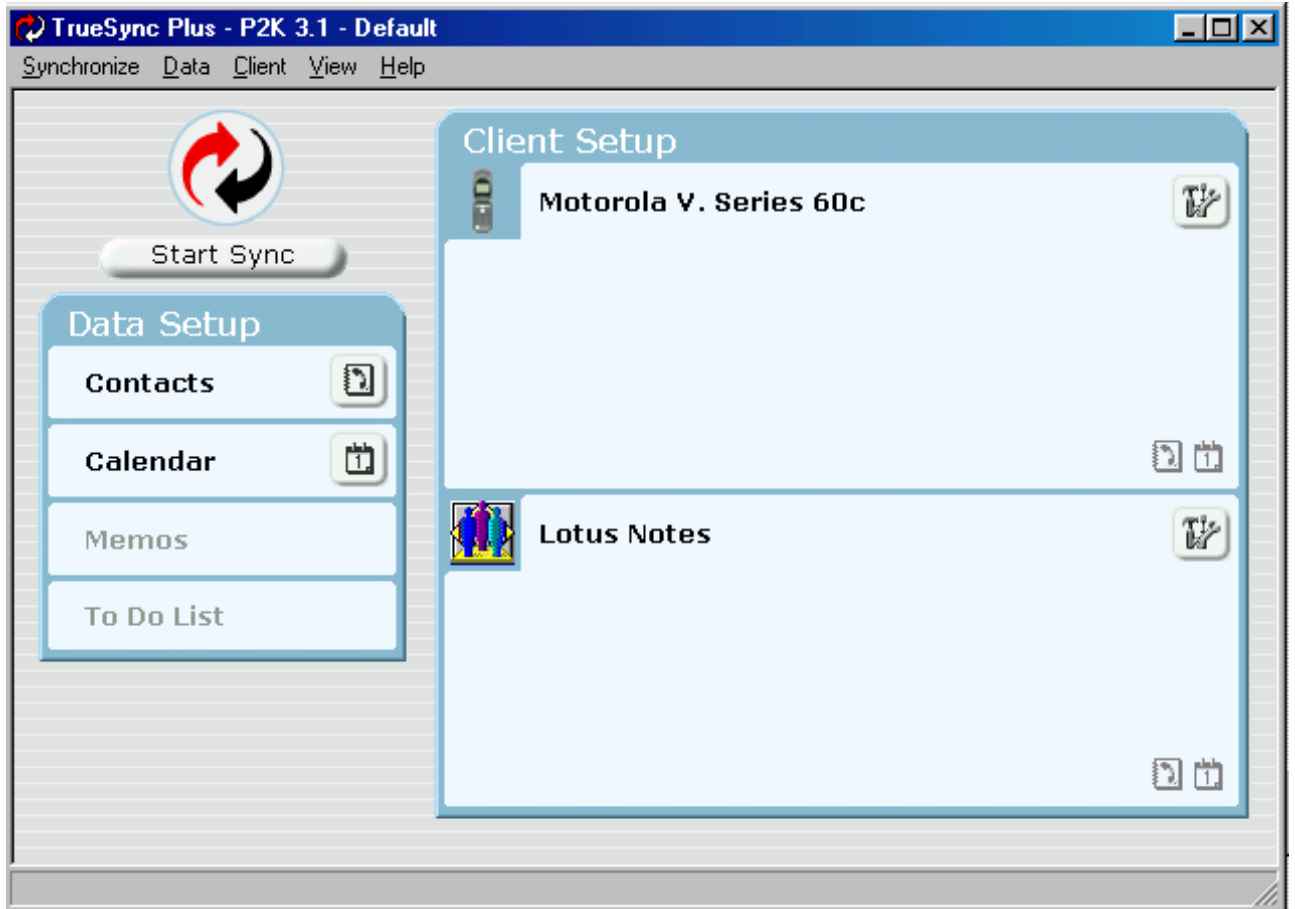 TrueSync Plus - P2K 3.1 - Default
Synchronize Data Client View Help
Start Sync
Data Setup
Contacts
Calendar
Memos
To Do List
Client Setup
Motorola V. Series 60c
Lotus Notes